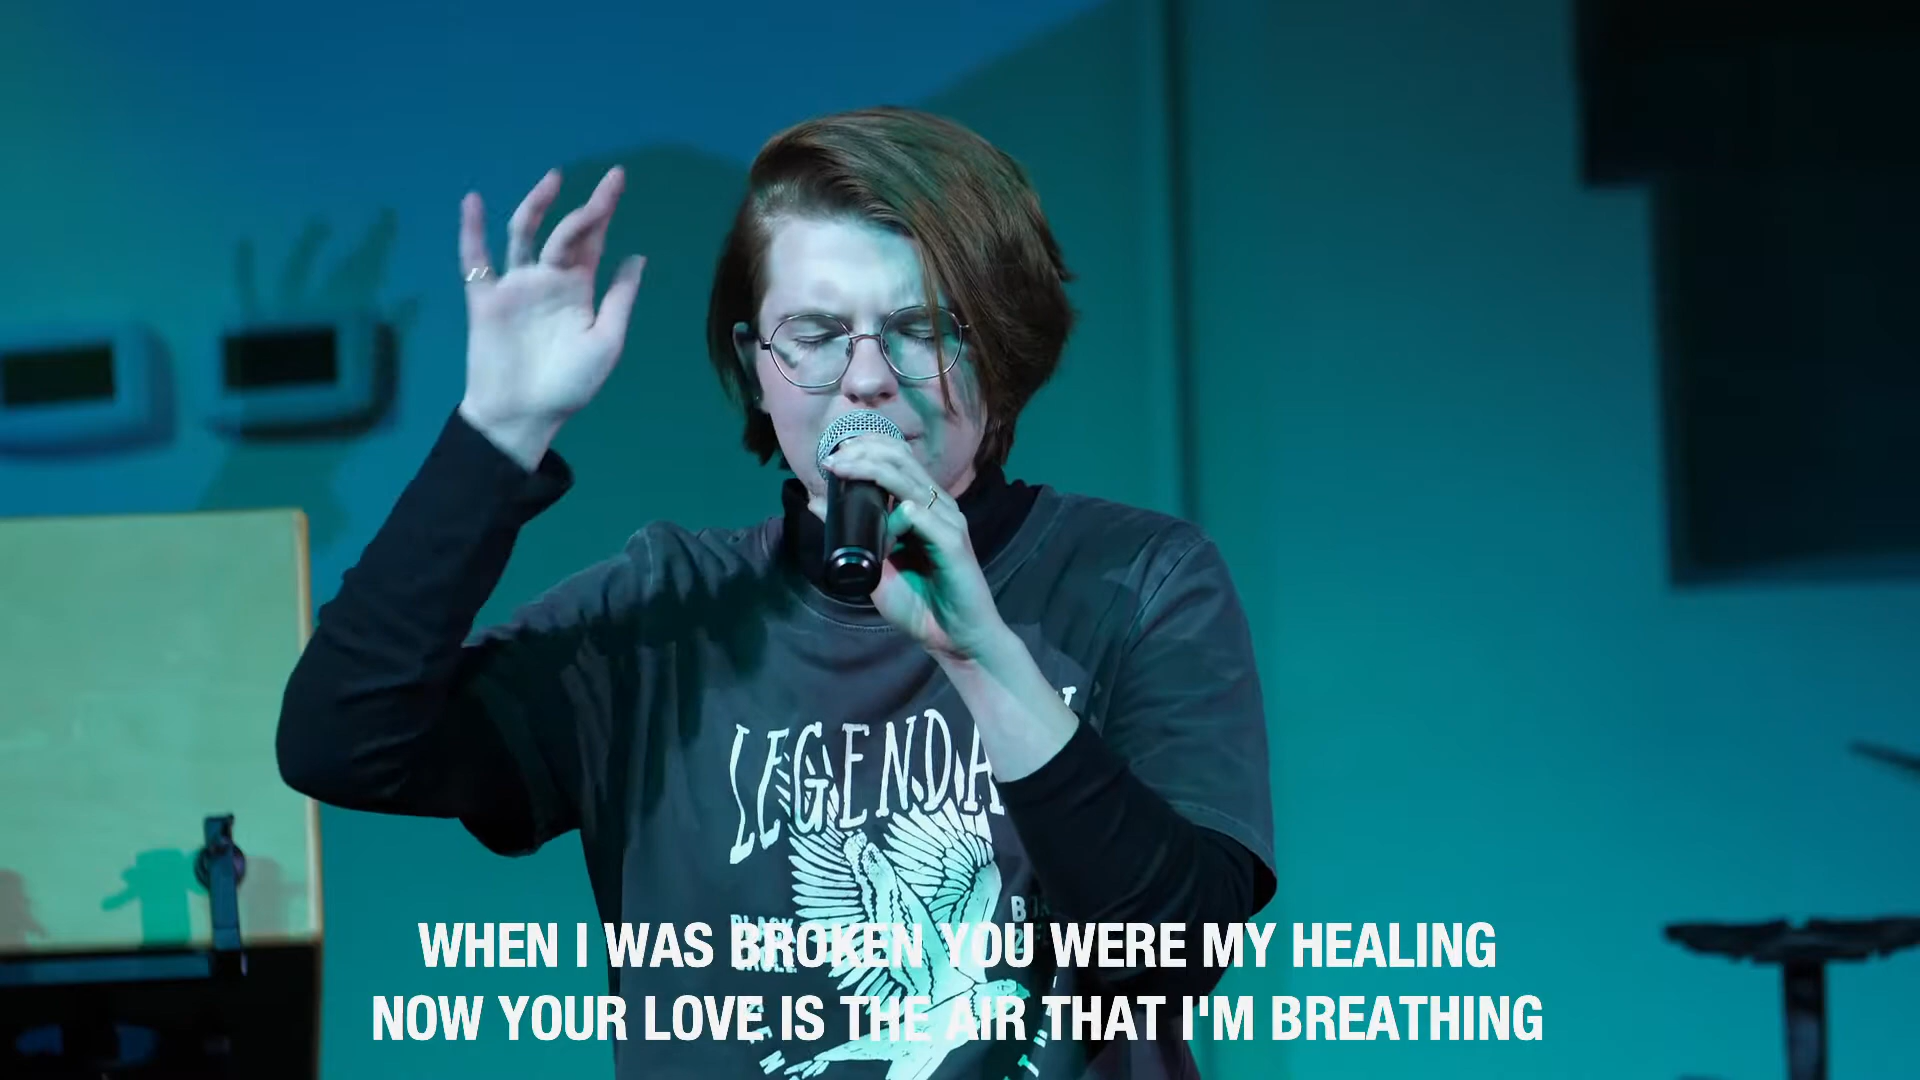 LEGENDA
WHEN I WAS BROKEN YOU WERE MY HEALING
NOW YOUR LOVE IS THE AIR THAT I'M BREATHING